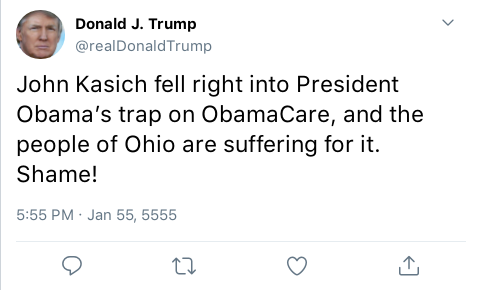 Donald J. Trump
@realDonaldTrump
John Kasich fell right into President
Obama's trap on ObamaCare, and the
people of Ohio are suffering for it.
Shame!
5:55 PM · Jan 55, 5555